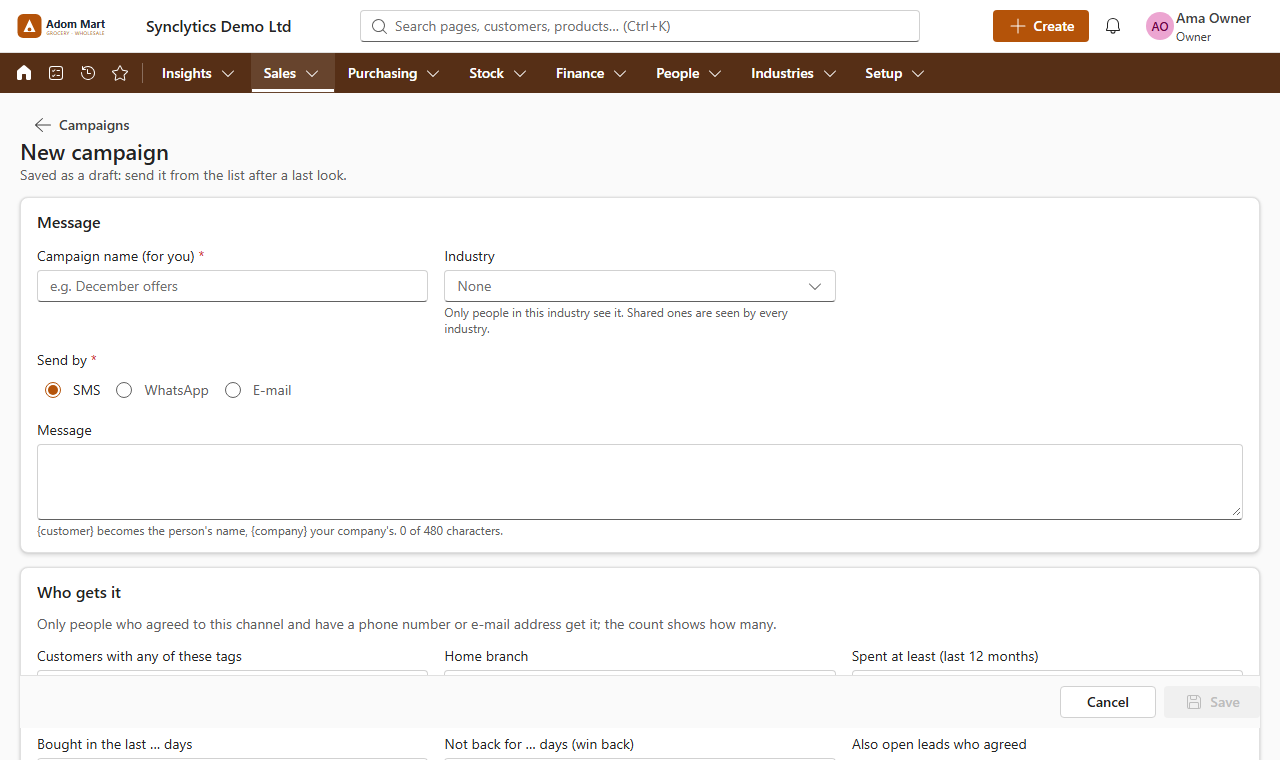 Adom Mart
GROCERY · WHOLESALE
Synclytics Demo Ltd
Search pages, customers, products... (Ctrl+K)
Create
AO
Ama Owner
Owner
Insights
Sales
Purchasing
Stock
Finance
People
Industries
Setup
Campaigns
New campaign
Saved as a draft: send it from the list after a last look.
Message
Campaign name (for you) *
Industry
e.g. December offers
None
Only people in this industry see it. Shared ones are seen by every
industry.
Send by *
SMS
WhatsApp
E-mail
Message
{customer} becomes the person's name, {company} your company's. 0 of 480 characters.
Who gets it
Only people who agreed to this channel and have a phone number or e-mail address get it; the count shows how many.
Customers with any of these tags
Home branch
Spent at least (last 12 months)
Cancel
Save
Bought in the last ... days
Not back for ... days (win back)
Also open leads who agreed